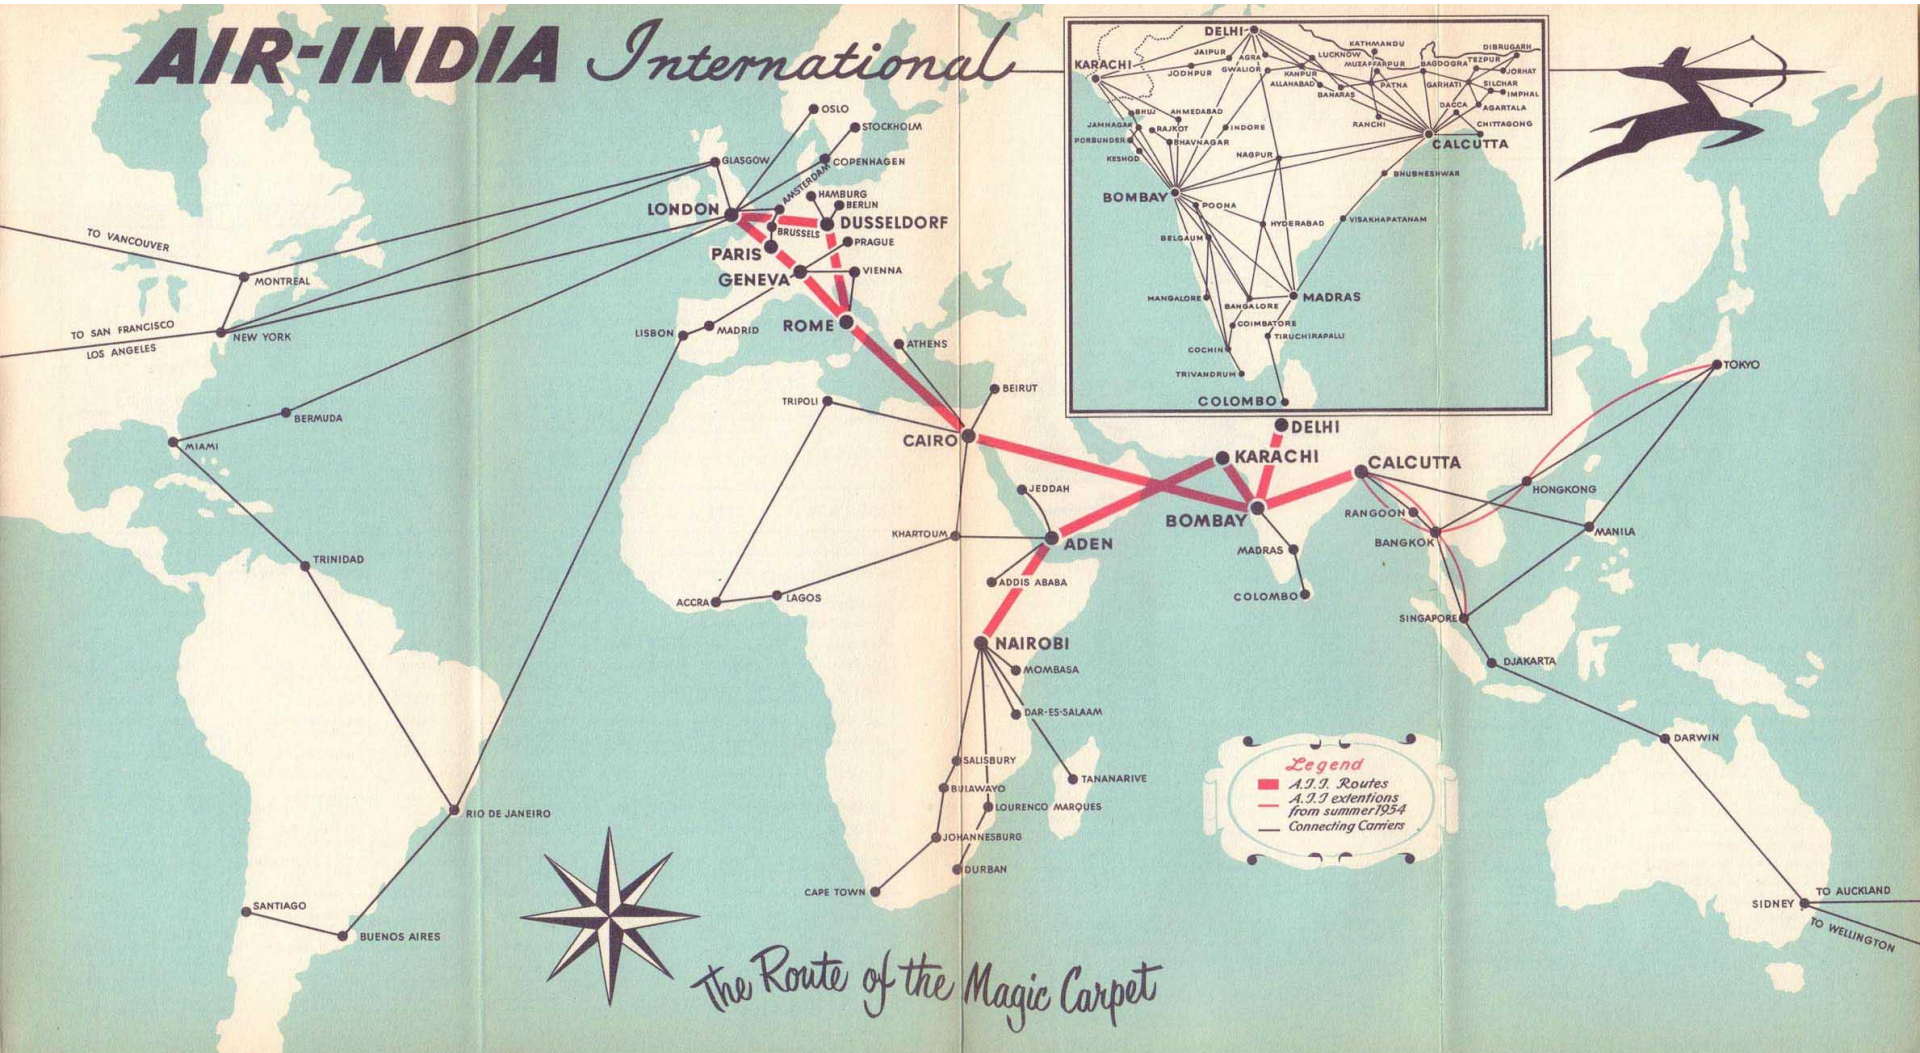 AIR-INDIA International
OSLO
STOCKHOLM
GLASGOW
COPENHAGEN
AMSTERDAM
HAMBURG
BERLIN
LONDON
DUSSELDORF
BRUSSELS
PRAGUE
PARIS
GENEVA
VIENNA
TO VANCOUVER
MONTREAL
TO SAN FRANCISCO
LOS ANGELES
NEW YORK
LISBON
MADRID
ROME
ATHENS
BERMUDA
MIAMI
TRIPOLI
BEIRUT
CAIRO
JEDDAH
KHARTOUM
ADEN
ADDIS ABABA
ACCRA
LAGOS
TRINIDAD
NAIROBI
MOMBASA
DAR-ES-SALAAM
SALISBURY
TANANARIVE
BULAWAYO
LOURENCO MARQUES
JOHANNESBURG
DURBAN
CAPE TOWN
RIO DE JANEIRO
SANTIAGO
BUENOS AIRES
DELHI
KATHMANDU
DIBRUGARH
JAIPUR
AGRA
LUCKNOW
MUZAFFARPUR
BAGDOGRA
TEZPUR
KARACHI
JODHPUR
GWALIOR
KANPUR
JORHAT
ALLAHABAD
BANARAS
PATNA
GARHATI
SILCHAR
IMPHAL
DACCA
AGARTALA
BHUJ
AHMEDABAD
RANCHI
CHITTAGONG
JAMNAGAR
RAJKOT
INDORE
PORBUNDER
BHAVNAGAR
CALCUTTA
KESHOD
NAGPUR
BHUBNESHWAR
BOMBAY
POONA
HYDERABAD
VISAKHAPATANAM
BELGAUM
MANGALORE
BANGALORE
MADRAS
COIMBATORE
TIRUCHIRAPALLI
COCHIN
TRIVANDRUM
COLOMBO
DELHI
KARACHI
CALCUTTA
BOMBAY
RANGOON
BANGKOK
MADRAS
COLOMBO
TOKYO
HONGKONG
MANILA
SINGAPORE
DJAKARTA
DARWIN
SIDNEY
TO AUCKLAND
TO WELLINGTON
Legend
A.I.I. Routes
A.I.I extentions
from summer 1954
Connecting Carriers
The Route of the Magic Carpet